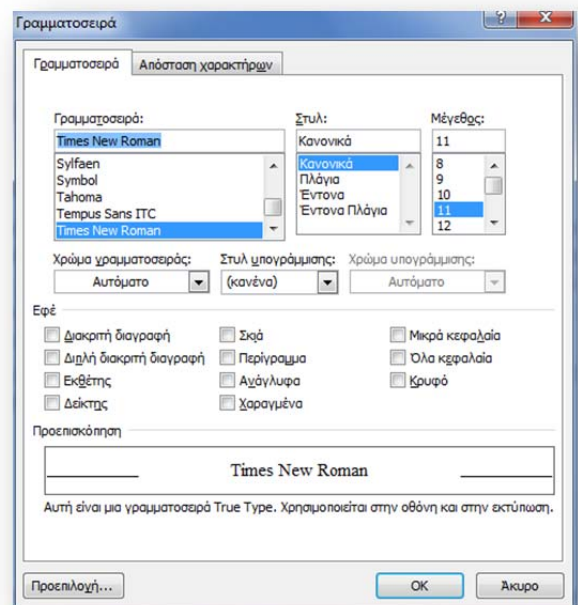 Γραμματοσειρά
Γραμματοσειρά Απόσταση χαρακτήρων
Γραμματοσειρά: Στυλ: Μέγεθος:
Times New Roman Κανονικά 11
Sylfaen Κανονικά 8
Symbol Πλάγια 9
Tahoma Έντονα 10
Tempus Sans ITC Έντονα Πλάγια 11
Times New Roman 12
Χρώμα γραμματοσειράς: Στυλ υπογράμμισης: Χρώμα υπογράμμισης:
Αυτόματο (κανένα) Αυτόματο
Εφέ
Διακριτή διαγραφή Σκιά Μικρά κεφαλαία
Διπλή διακριτή διαγραφή Περίγραμμα Όλα κεφαλαία
Εκθέτης Ανάγλυφα Κρυφό
Δείκτης Χαραγμένα
Προεπισκόπηση
Times New Roman
Αυτή είναι μια γραμματοσειρά True Type. Χρησιμοποιείται στην οθόνη και στην εκτύπωση.
Προεπιλογή... OK Άκυρο